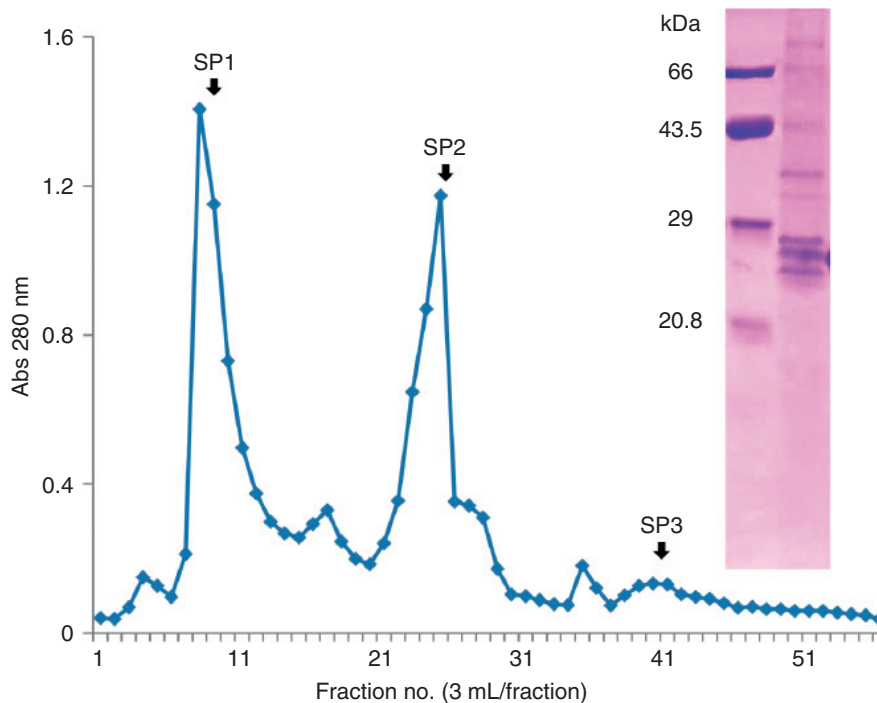 kDa
1.6
SP1
66
43.5
SP2
1.2
29
Abs 280 nm
0.8
20.8
0.4
SP3
0
1 11 21 31 41 51
Fraction no. (3 mL/fraction)